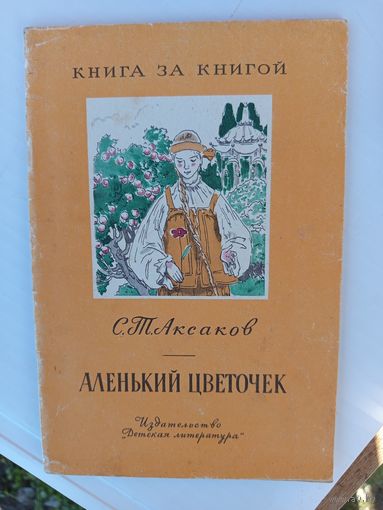 КНИГА ЗА КНИГОЙ
С.Т.Аксаков
АЛЕНЬКИЙ ЦВЕТОЧЕК
Издательство
„Детская литература"